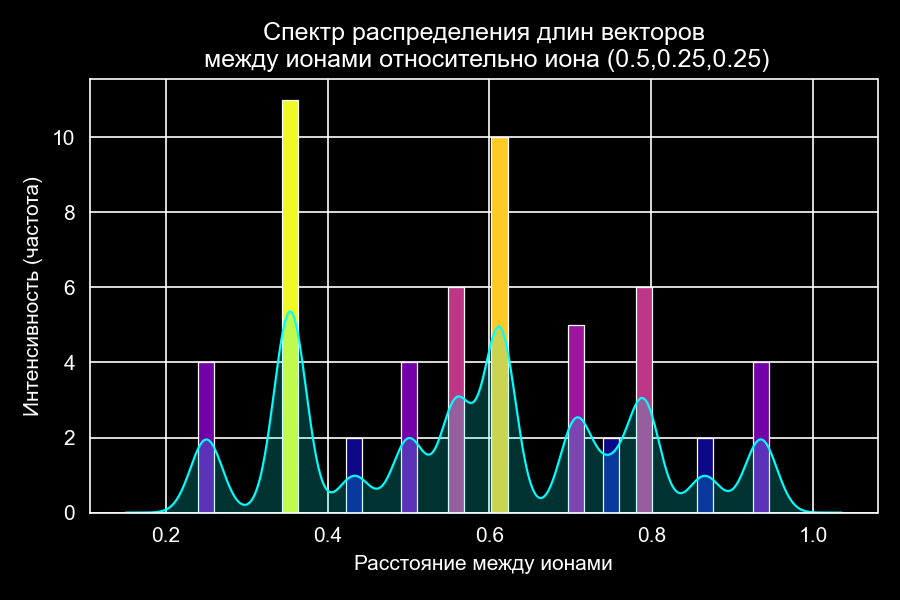 Спектр распределения длин векторов
между ионами относительно иона (0.5,0.25,0.25)
Интенсивность (частота)
10
8
6
4
2
0
0.2 0.4 0.6 0.8 1.0
Расстояние между ионами